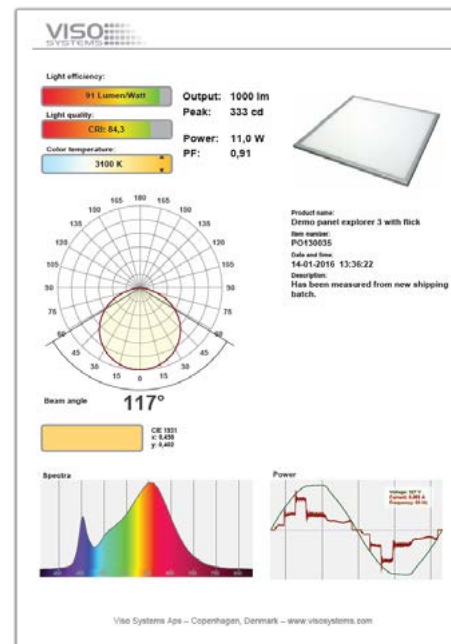 VISO
SYSTEMS
Light efficiency:
91 Lumen/Watt
Output: 1000 lm
Peak: 333 cd
Light quality:
CRI: 84,3
Power: 11,0 W
PF: 0,91
Color temperature:
3100 K
Product name:
Demo panel explorer 3 with flick
Item number:
PO130035
Date and time:
14-01-2016 13:36:22
Description:
Has been measured from new shipping
batch.
165 180 165
150 150
135 135
120 120
105 105
90 90
75 75
60 60
45 45
30 15 0 15 30
Beam angle 117°
CIE 1931
Spectra
Power
Viso Systems Aps – Copenhagen, Denmark – www.visosystems.com